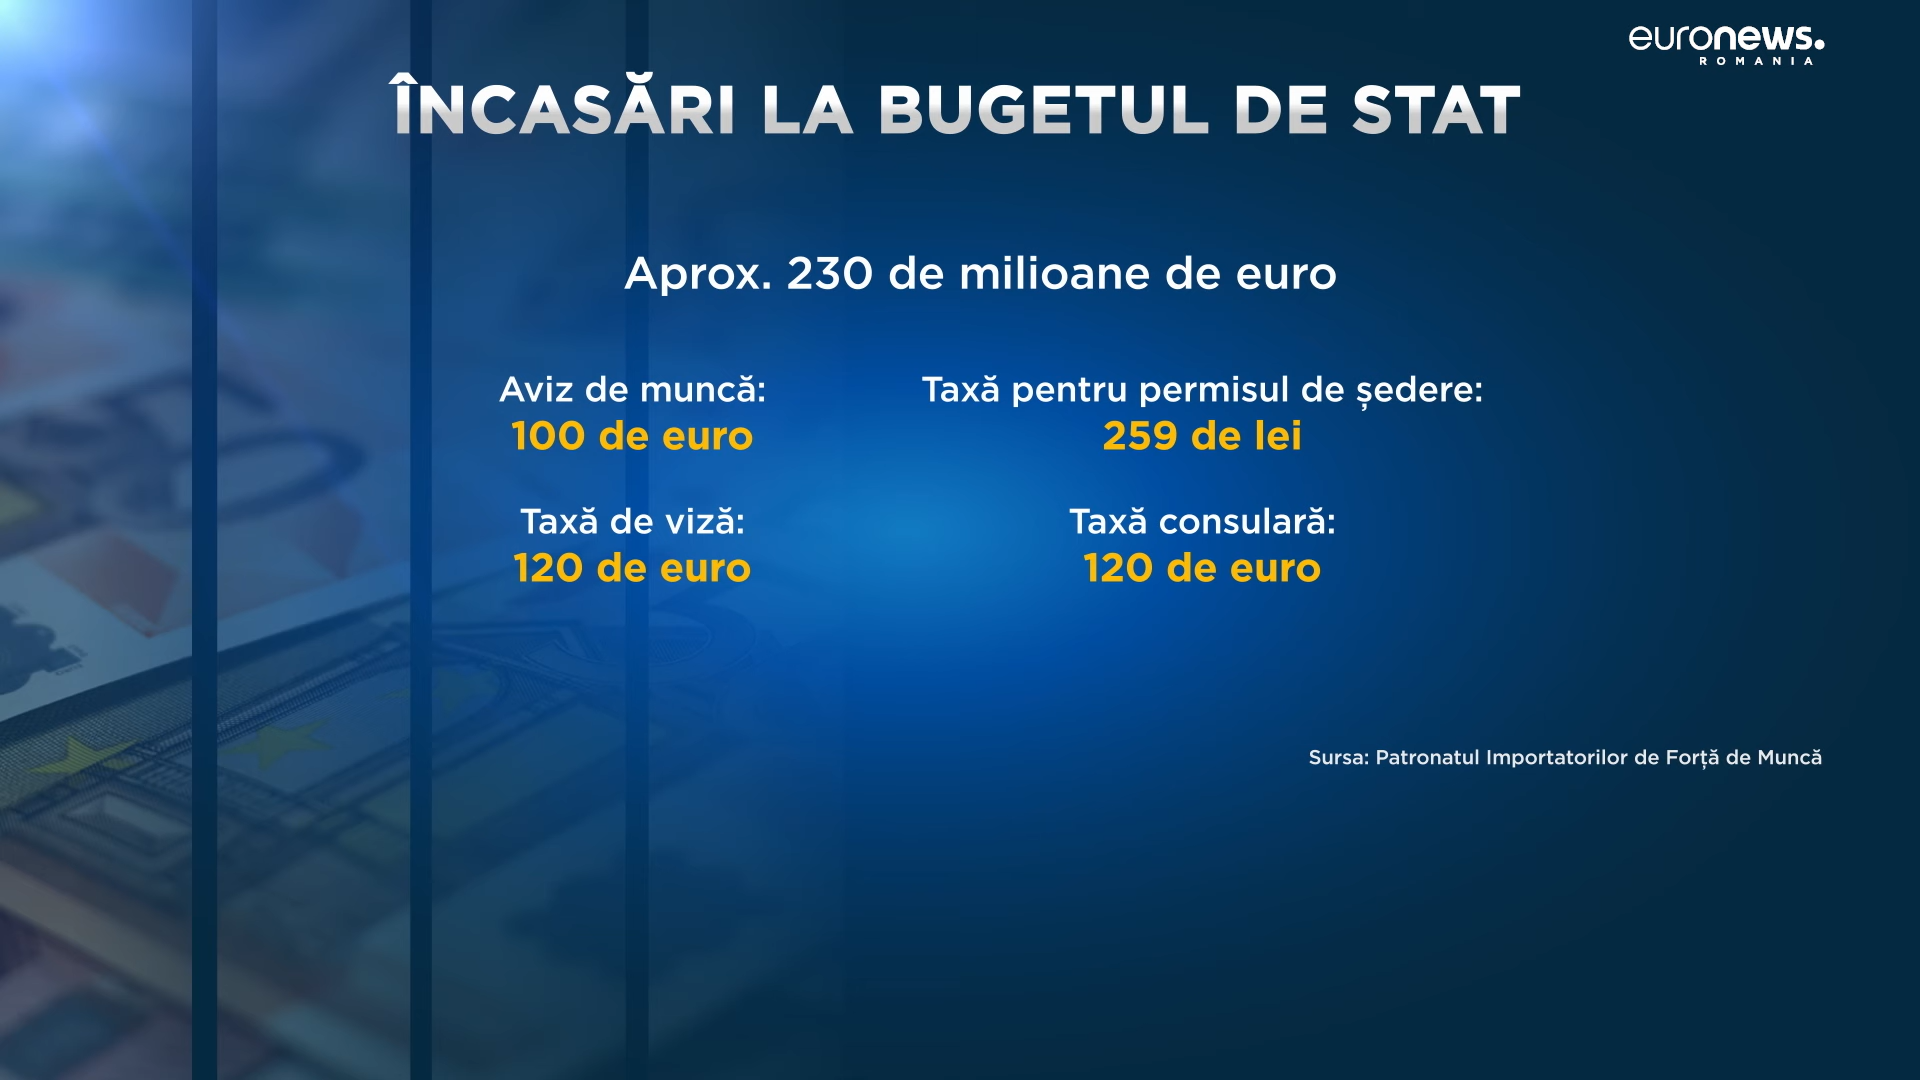 euronews.
ROMANIA
ÎNCASĂRI LA BUGETUL DE STAT
Aprox. 230 de milioane de euro
Aviz de muncă:
100 de euro
Taxă pentru permisul de ședere:
259 de lei
Taxă de viză:
120 de euro
Taxă consulară:
120 de euro
Sursa: Patronatul Importatorilor de Forță de Muncă